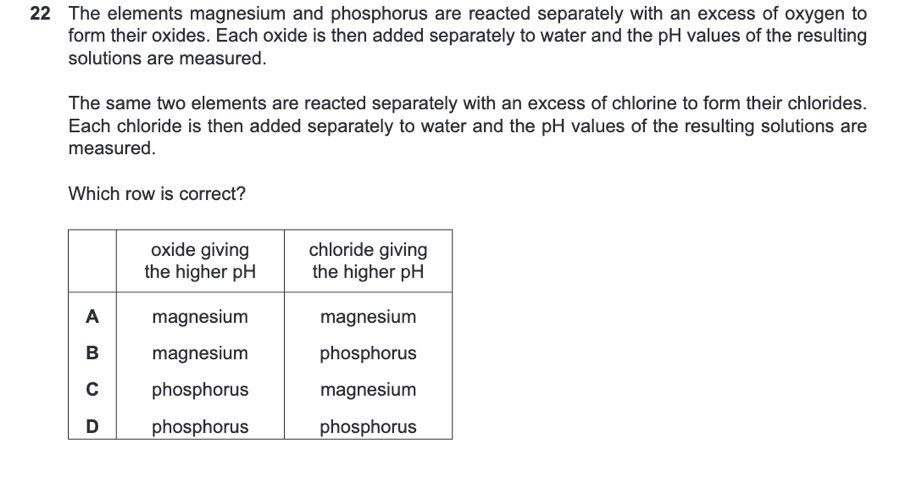 22 The elements magnesium and phosphorus are reacted separately with an excess of oxygen to
form their oxides. Each oxide is then added separately to water and the pH values of the resulting
solutions are measured.
The same two elements are reacted separately with an excess of chlorine to form their chlorides.
Each chloride is then added separately to water and the pH values of the resulting solutions are
measured.
Which row is correct?
oxide giving the higher pH chloride giving the higher pH
A magnesium magnesium
B magnesium phosphorus
C phosphorus magnesium
D phosphorus phosphorus